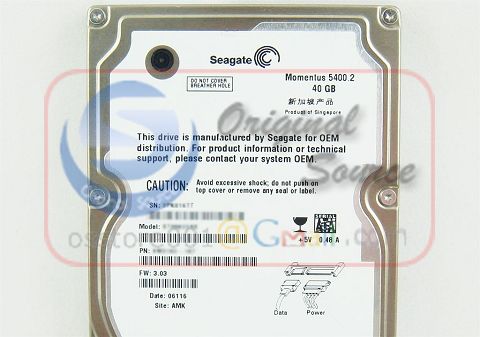 Seagate
DO NOT COVER
BREATHER HOLE
Momentus 5400.2
40 GB
新加坡产品
Product of Singapore
This drive is manufactured by Seagate for OEM
distribution. For product information or technical
support, please contact your system OEM.
CAUTION: Avoid excessive shock; do not push on
top cover or remove any seal or label.
SN:
Model:
PN:
FW: 3.03
Date: 06116
Site: AMK
SERIAL
+5V 0.48 A
Data Power
Original
Source
@Gmail